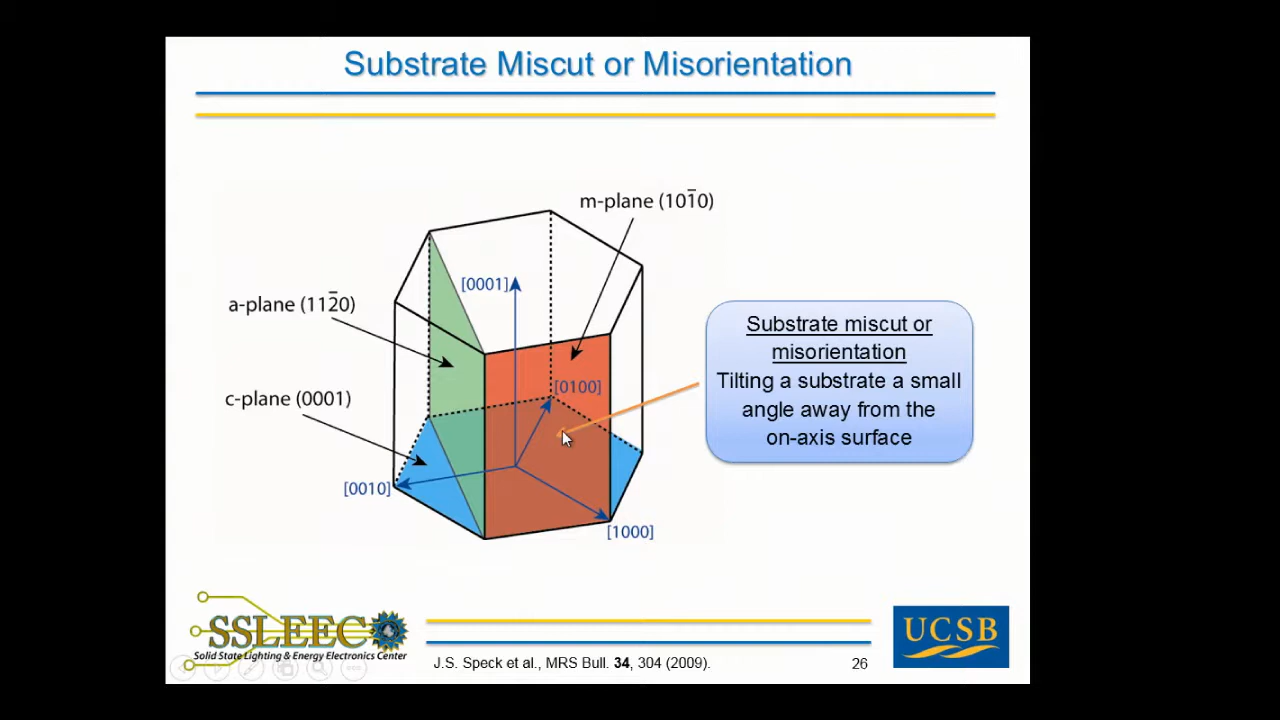 Substrate Miscut or Misorientation
m-plane (101̅0)
[0001]
a-plane (112̅0)
Substrate miscut or
misorientation
Tilting a substrate a small
angle away from the
on-axis surface
[0100]
c-plane (0001)
[0010]
[1000]
SSLEEC
Solid State Lighting & Energy Electronics Center
J.S. Speck et al., MRS Bull. 34, 304 (2009).
26
UCSB